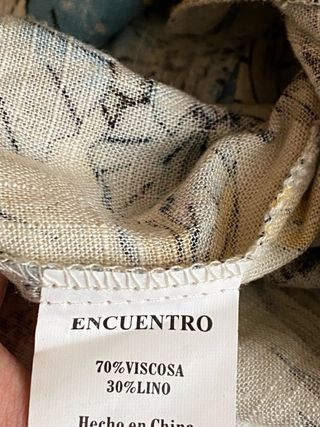 ENCUENTRO
70%VISCOSA
30%LINO
Hecho en China